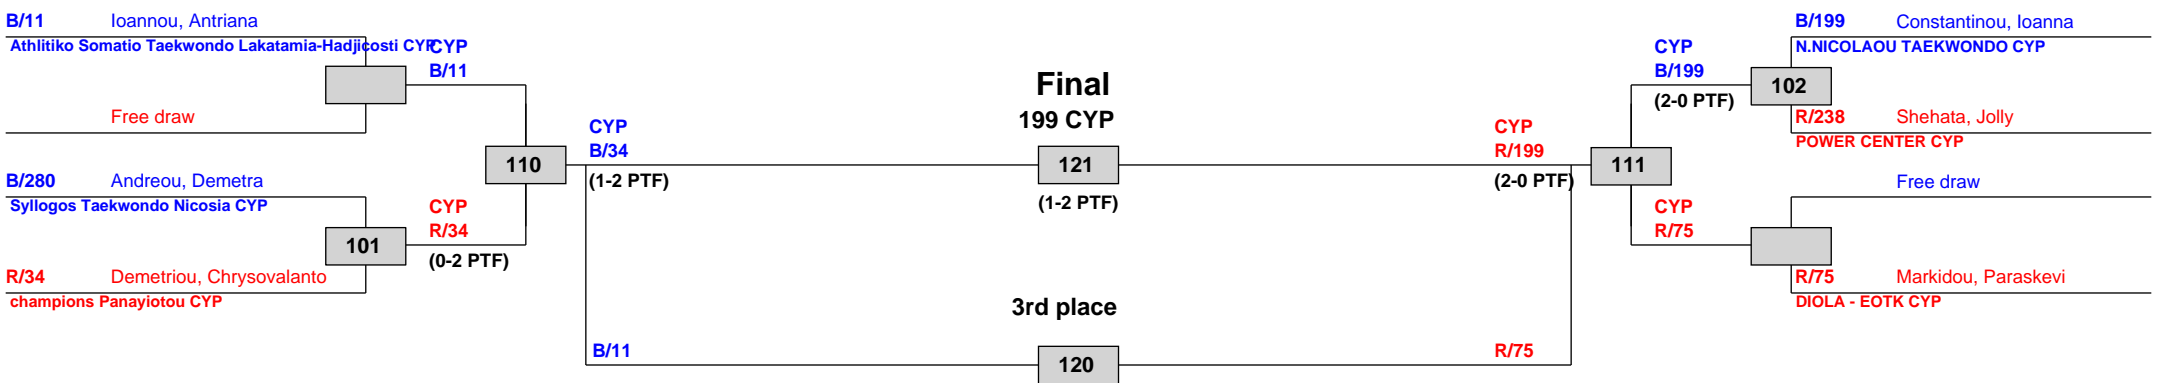 B/11 Ioannou, Antriana
Athlitiko Somatio Taekwondo Lakatamia-Hadjicosti CYP
CYP
B/11
Free draw
B/280 Andreou, Demetra
Syllogos Taekwondo Nicosia CYP
101
CYP
R/34
(0-2 PTF)
R/34 Demetriou, Chrysovalanto
champions Panayiotou CYP
110
CYP
B/34
(1-2 PTF)
Final
199 CYP
121
(1-2 PTF)
3rd place
B/11
120
R/75
CYP
R/199
(2-0 PTF)
111
CYP
B/199
(2-0 PTF)
102
B/199 Constantinou, Ioanna
N.NICOLAOU TAEKWONDO CYP
R/238 Shehata, Jolly
POWER CENTER CYP
Free draw
CYP
R/75
R/75 Markidou, Paraskevi
DIOLA - EOTK CYP